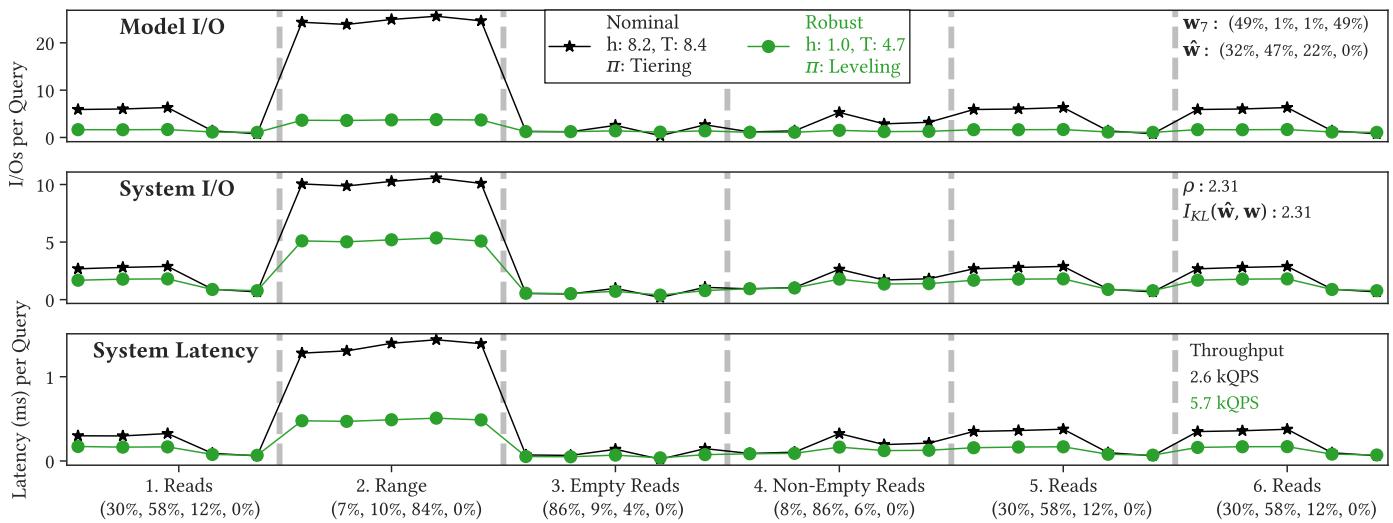 Model I/O
Nominal
h: 8.2, T: 8.4
π: Tiering
Robust
h: 1.0, T: 4.7
π: Leveling
w₇ : (49%, 1%, 1%, 49%)
ŵ : (32%, 47%, 22%, 0%)
20
10
0
I/Os per Query
System I/O
ρ : 2.31
I_KL(ŵ, w) : 2.31
10
5
0
System Latency
Throughput
2.6 kQPS
5.7 kQPS
1
0
Latency (ms) per Query
1. Reads
(30%, 58%, 12%, 0%)
2. Range
(7%, 10%, 84%, 0%)
3. Empty Reads
(86%, 9%, 4%, 0%)
4. Non-Empty Reads
(8%, 86%, 6%, 0%)
5. Reads
(30%, 58%, 12%, 0%)
6. Reads
(30%, 58%, 12%, 0%)